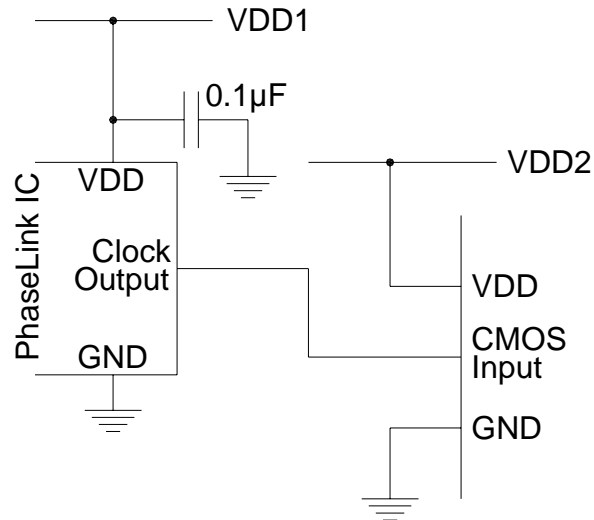 VDD1
0.1µF
VDD2
PhaseLink IC
VDD
Clock
Output
GND
VDD
CMOS
Input
GND